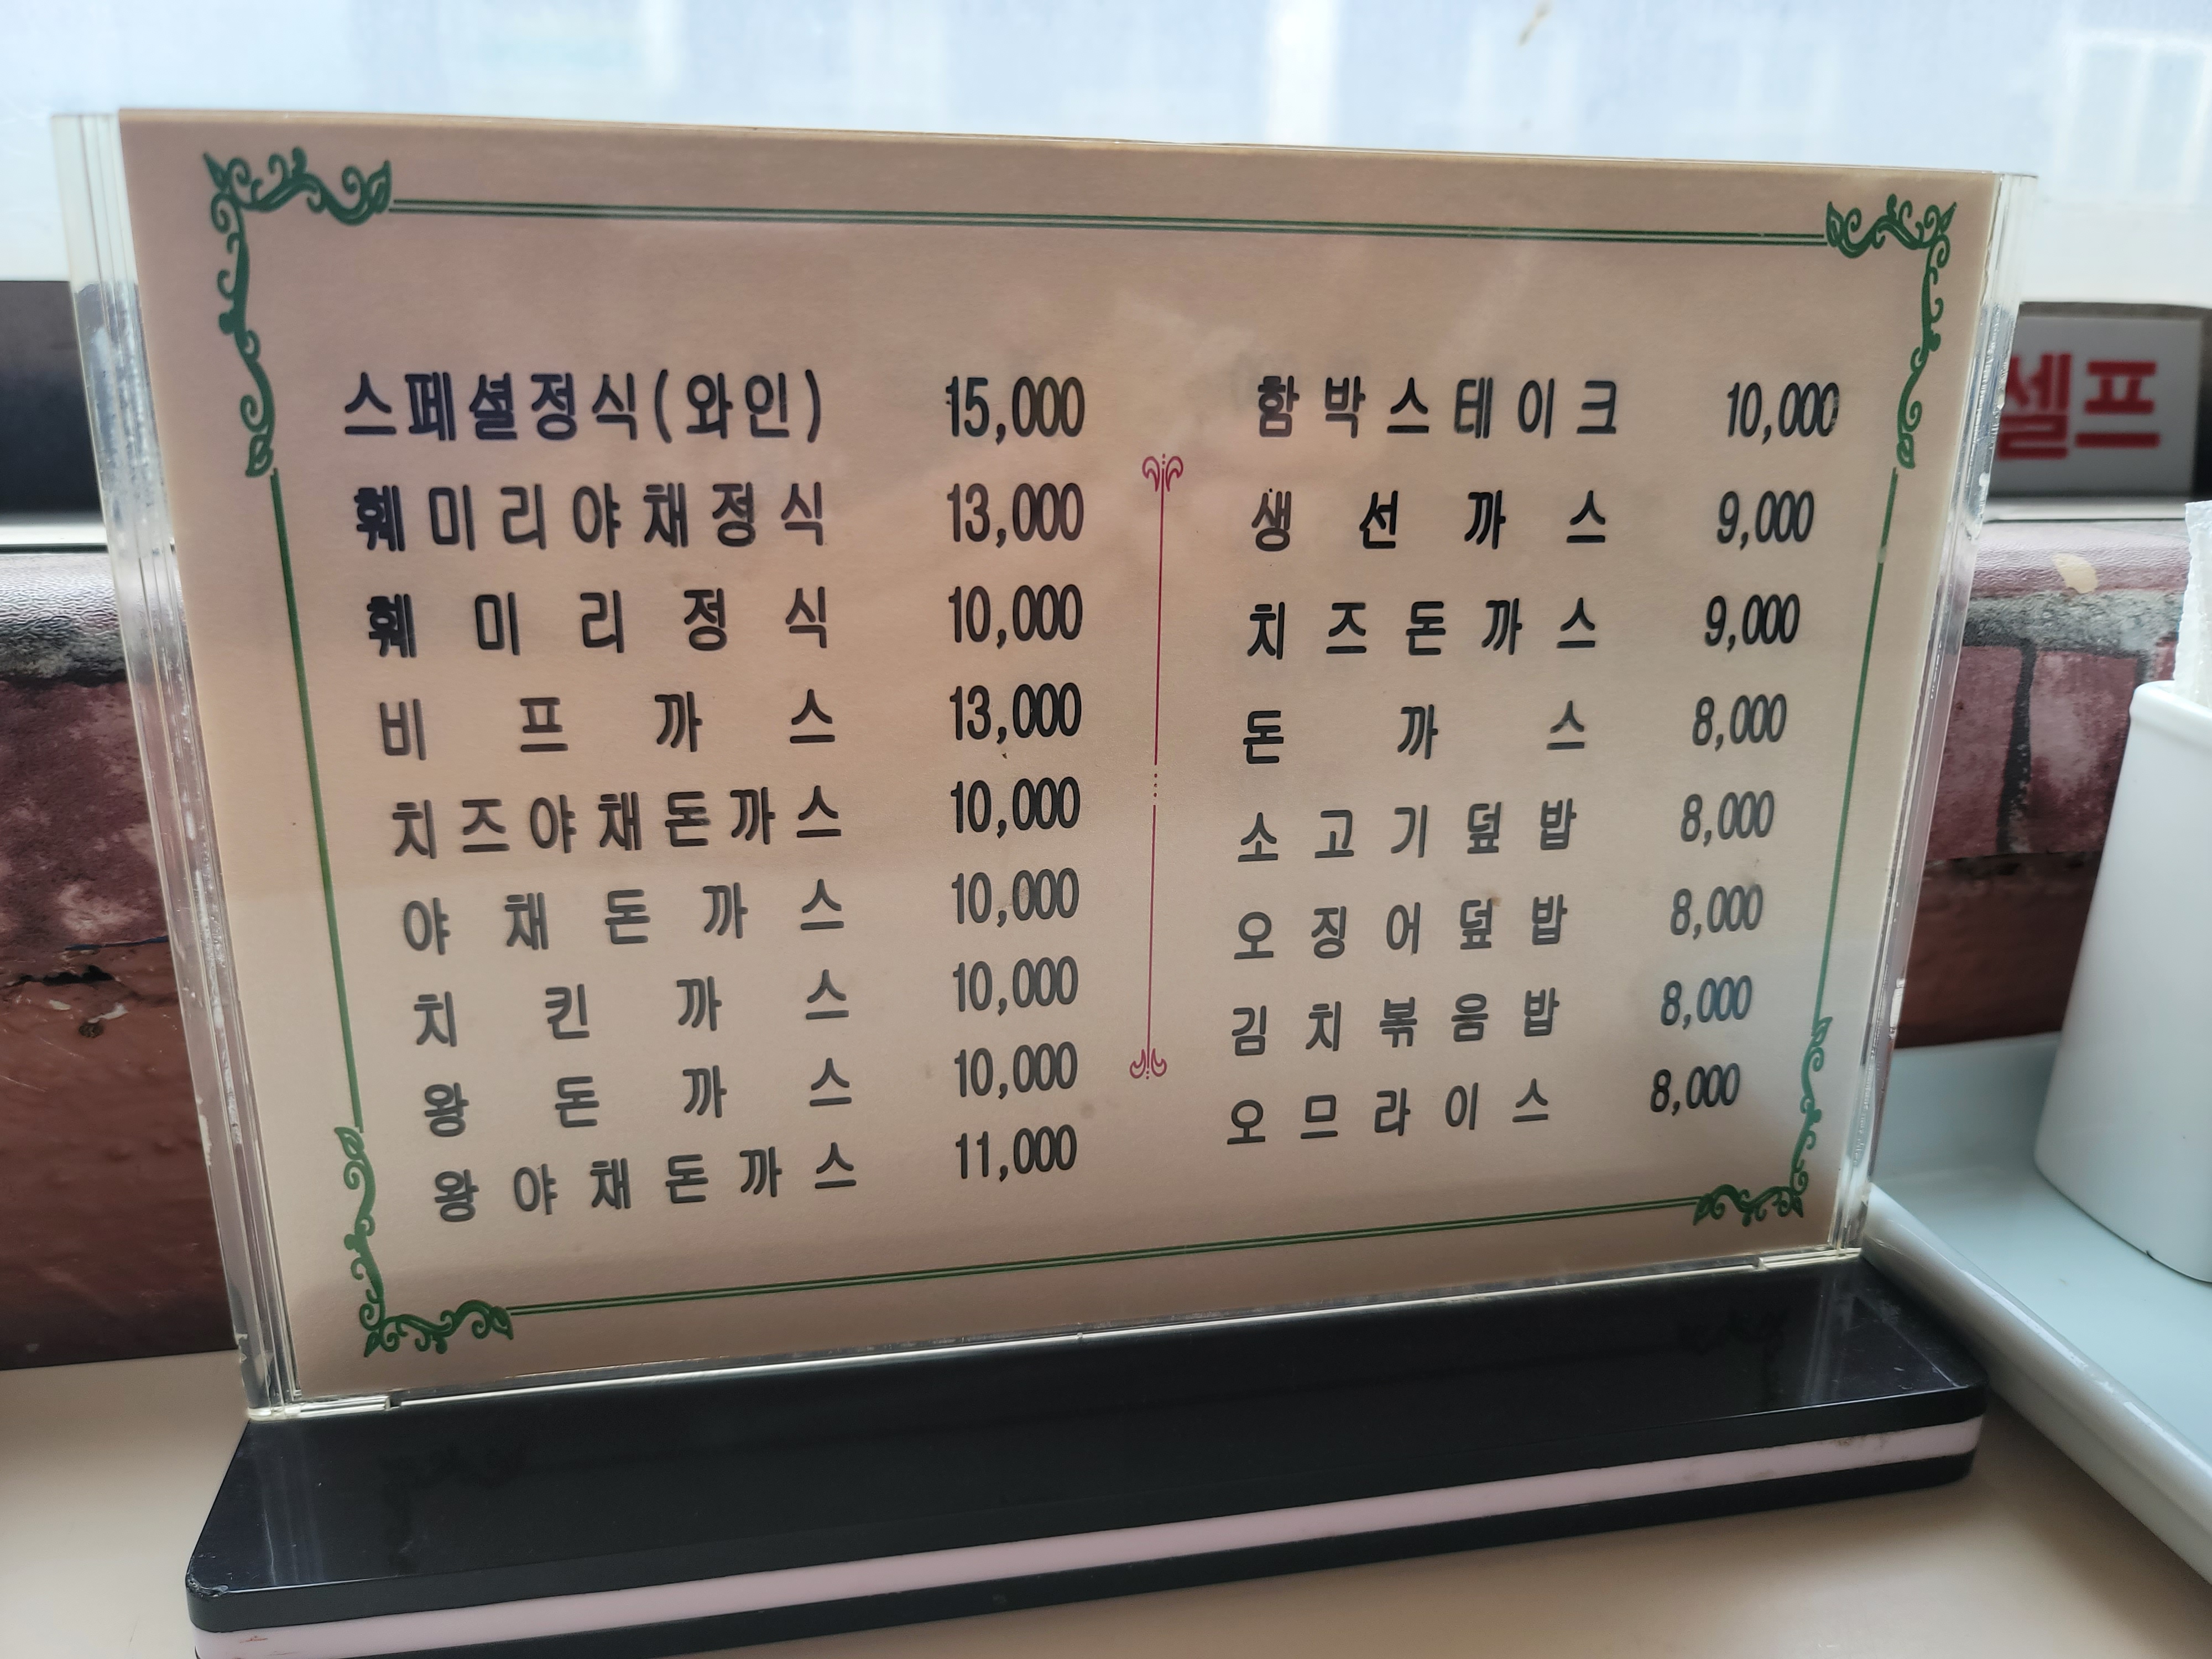 스페셜정식(와인) 15,000
훼미리야채정식 13,000
훼미리정식 10,000
비프까스 13,000
치즈야채돈까스 10,000
야채돈까스 10,000
치킨까스 10,000
왕돈까스 10,000
왕야채돈까스 11,000
함박스테이크 10,000
생선까스 9,000
치즈돈까스 9,000
돈까스 8,000
소고기덮밥 8,000
오징어덮밥 8,000
김치볶음밥 8,000
오므라이스 8,000
셀프